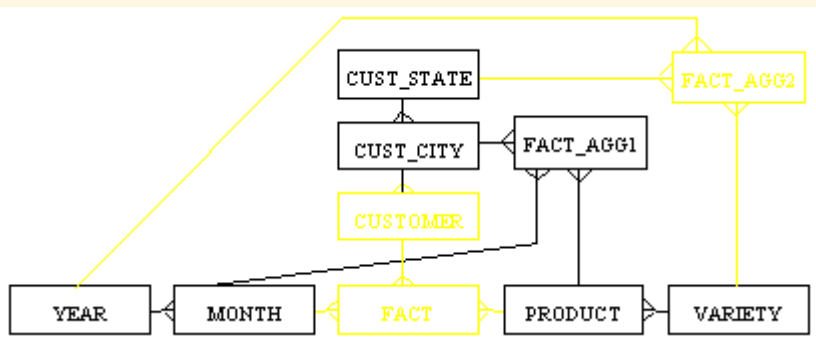 CUST_STATE
FACT_AGG2
CUST_CITY
FACT_AGG1
CUSTOMER
YEAR
MONTH
FACT
PRODUCT
VARIETY